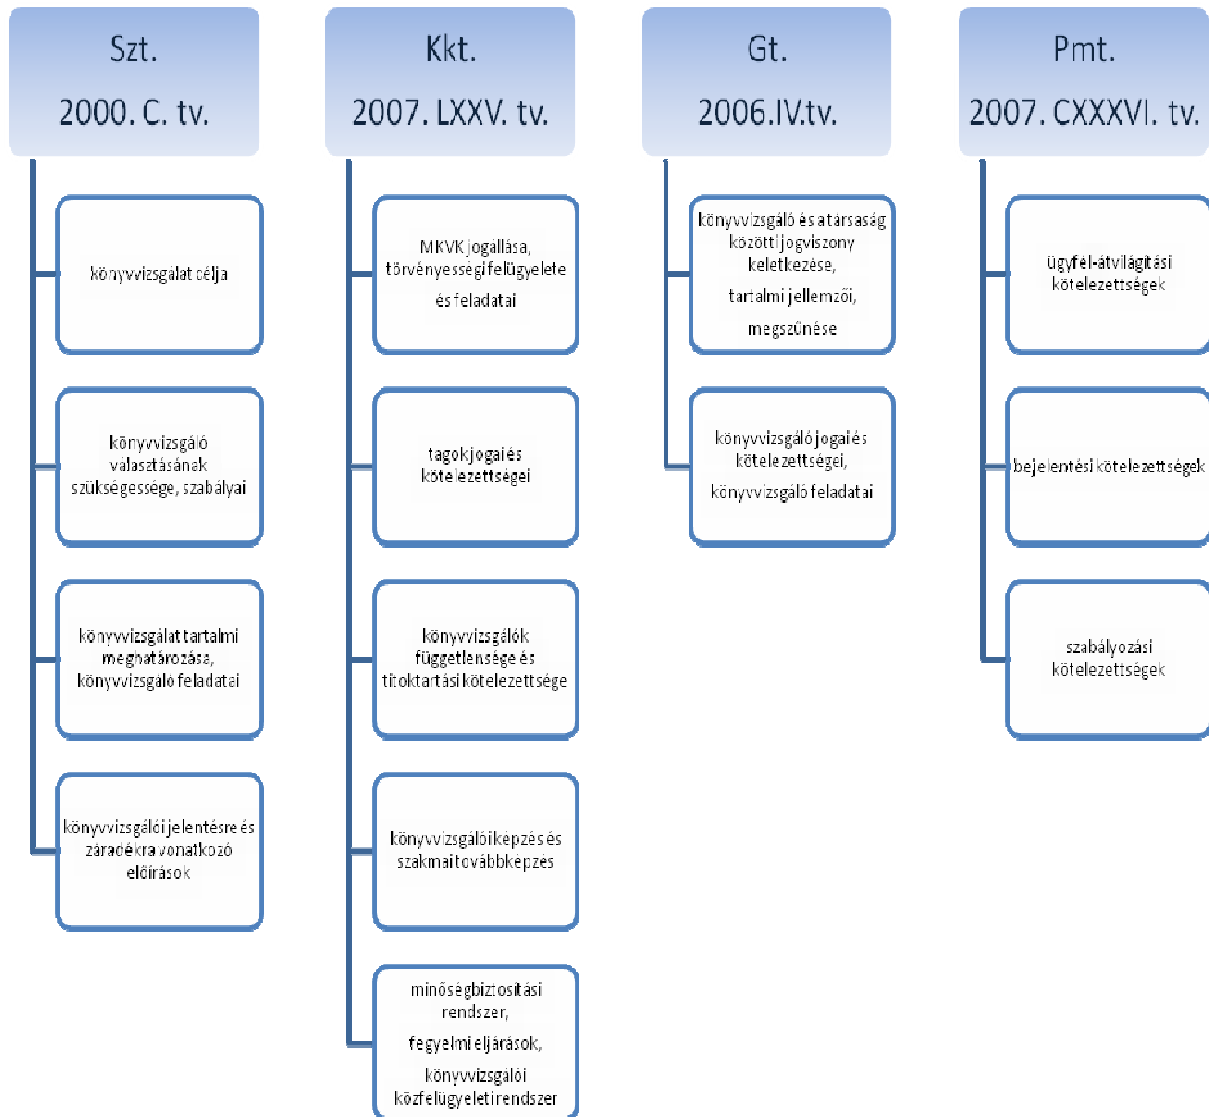 Szt.
2000. C. tv.
könyvvizsgálat célja
könyvvizsgáló
választásának
szükségessége, szabályai
könyvvizsgálat tartalmi
meghatározása,
könyvvizsgáló feladatai
könyvvizsgálói jelentésre és
záradékra vonatkozó
előírások
Kkt.
2007. LXXV. tv.
MKVK jogállása,
törvényességi felügyelete
és feladatai
tagok jogai és
kötelezettségei
könyvvizsgálók
függetlensége és
titoktartási kötelezettsége
könyvvizsgálói képzés és
szakmai továbbképzés
minőségbiztosítási
rendszer,
fegyelmi eljárások,
könyvvizsgálói
közfelügyeleti rendszer
Gt.
2006.IV.tv.
könyvvizsgáló és a társaság
közötti jogviszony
keletkezése,
tartalmi jellemzői,
megszűnése
könyvvizsgáló jogai és
kötelezettségei,
könyvvizsgáló feladatai
Pmt.
2007. CXXXVI. tv.
ügyfél-átvilágítási
kötelezettségek
bejelentési kötelezettségek
szabályozási
kötelezettségek